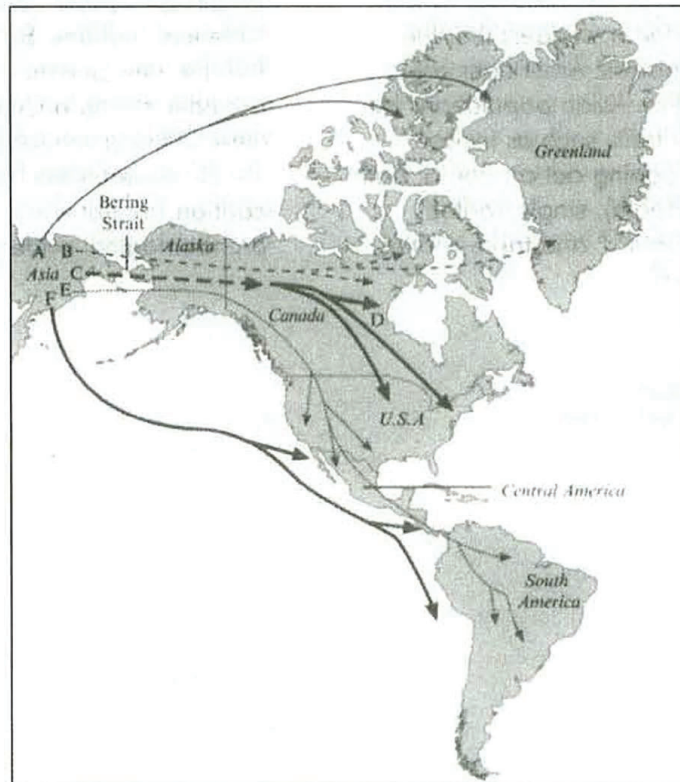 Greenland
Bering
Strait
Alaska
A B
Asia C
E
F
Canada
D
U.S.A
Central America
South
America